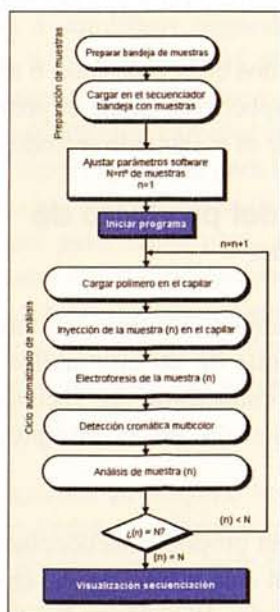 Preparación de muestras
Preparar bandeja de muestras
Cargar en el secuenciador
bandeja con muestras
Ajustar parámetros software
N=nº de muestras
n=1
Iniciar programa
n=n+1
Ciclo automatizado de análisis
Cargar polímero en el capilar
Inyección de la muestra (n) en el capilar
Electroforesis de la muestra (n)
Detección cromática multicolor
Análisis de muestra (n)
¿(n) = N?
(n) < N
(n) = N
Visualización secuenciación